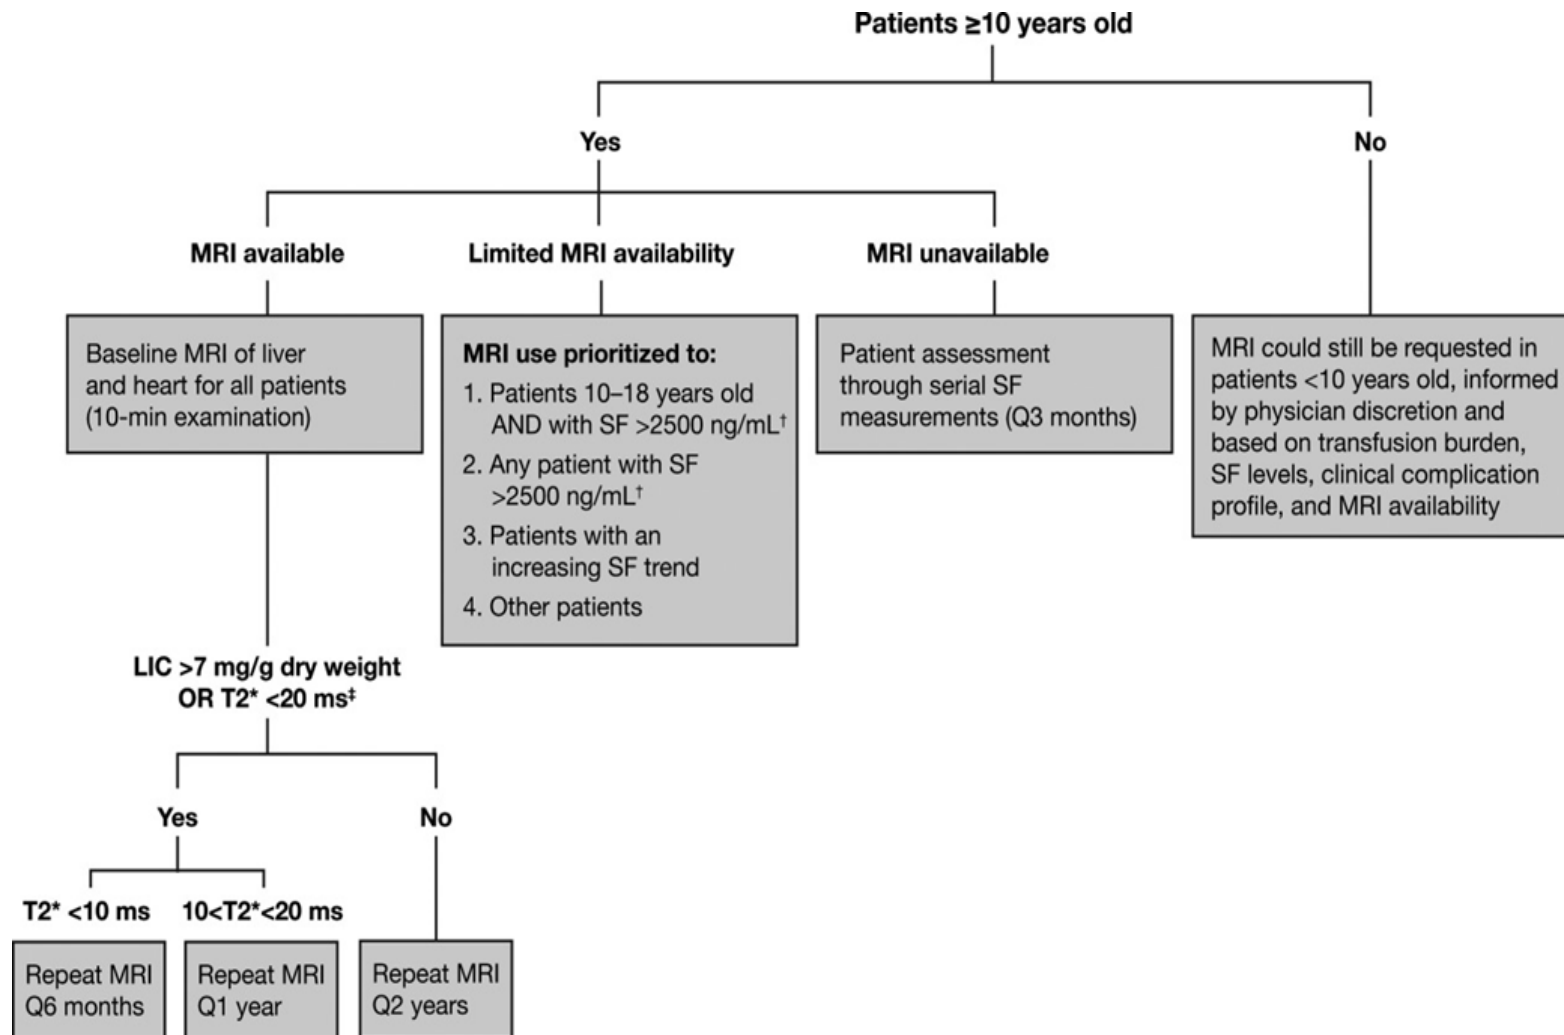 Patients ≥10 years old
Yes
No
MRI available
Limited MRI availability
MRI unavailable
Baseline MRI of liver
and heart for all patients
(10-min examination)
MRI use prioritized to:
1. Patients 10–18 years old
AND with SF >2500 ng/mL†
2. Any patient with SF
>2500 ng/mL†
3. Patients with an
increasing SF trend
4. Other patients
Patient assessment
through serial SF
measurements (Q3 months)
MRI could still be requested in
patients <10 years old, informed
by physician discretion and
based on transfusion burden,
SF levels, clinical complication
profile, and MRI availability
LIC >7 mg/g dry weight
OR T2* <20 ms‡
Yes
No
T2* <10 ms
10<T2*<20 ms
Repeat MRI
Q6 months
Repeat MRI
Q1 year
Repeat MRI
Q2 years